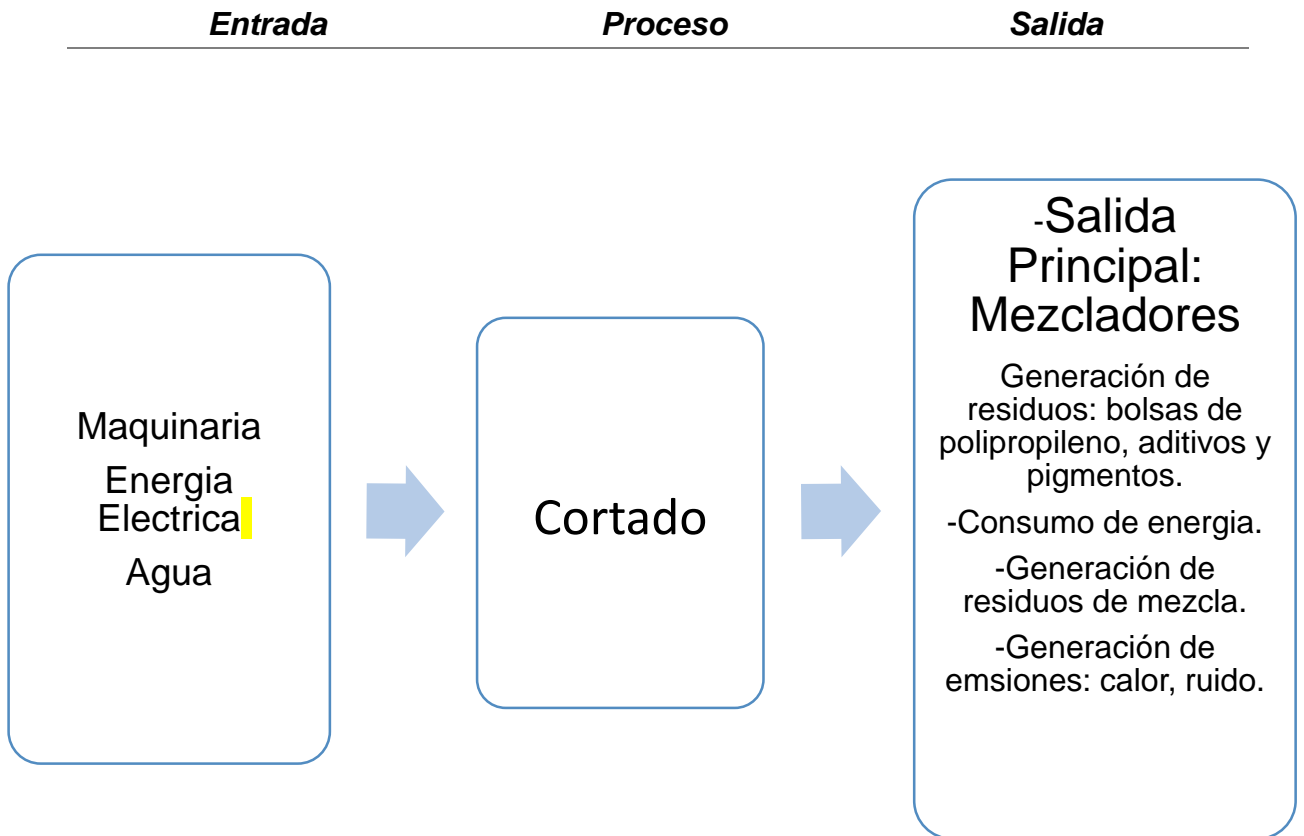 Entrada Proceso Salida
Maquinaria
Energia
Electrica
Agua
Cortado
-Salida
Principal:
Mezcladores
Generación de
residuos: bolsas de
polipropileno, aditivos y
pigmentos.
-Consumo de energia.
-Generación de
residuos de mezcla.
-Generación de
emsiones: calor, ruido.